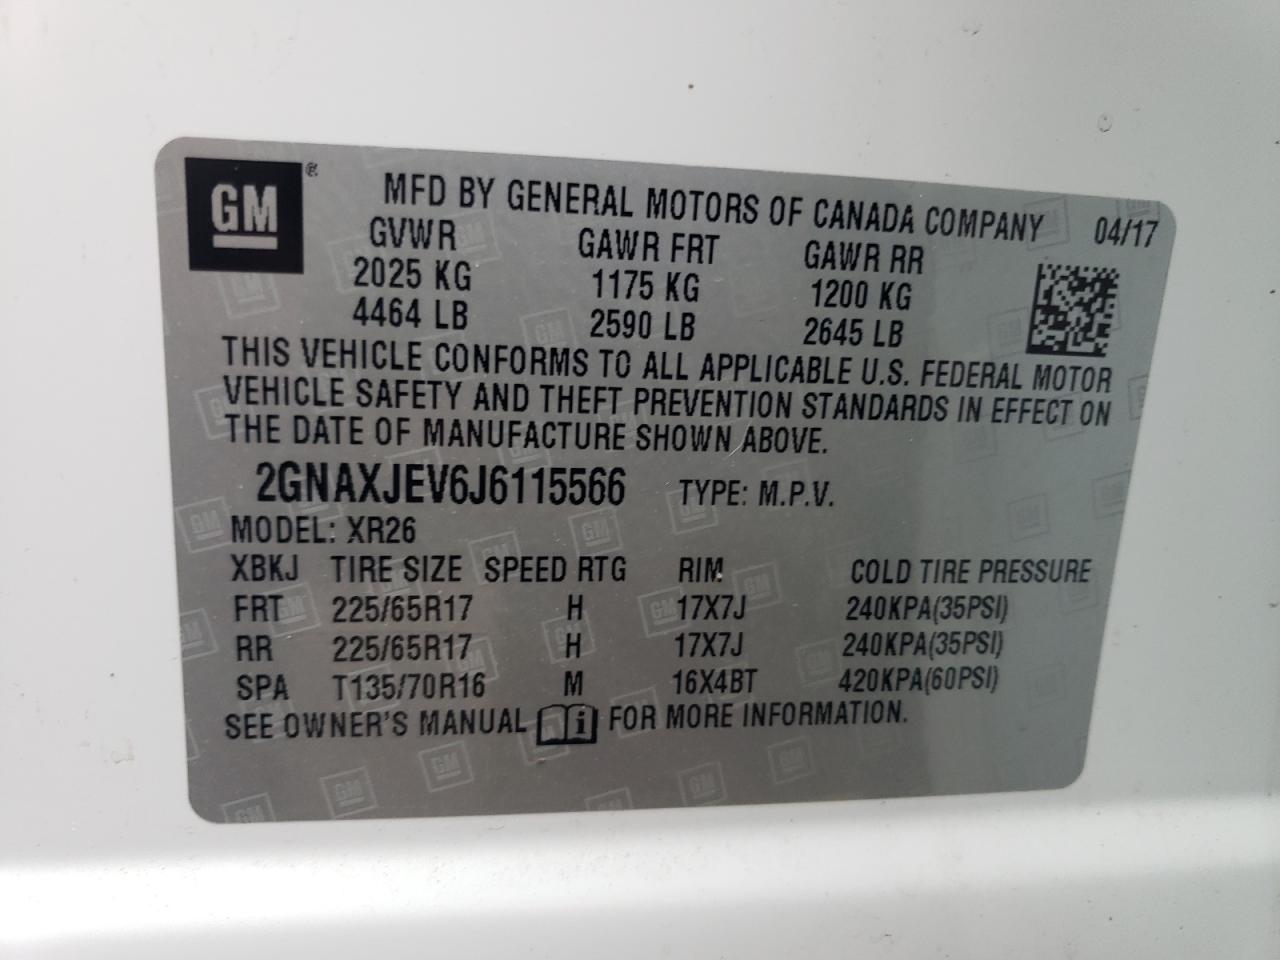 GM ®
MFD BY GENERAL MOTORS OF CANADA COMPANY 04/17
GVWR GAWR FRT GAWR RR
2025 KG 1175 KG 1200 KG
4464 LB 2590 LB 2645 LB
THIS VEHICLE CONFORMS TO ALL APPLICABLE U.S. FEDERAL MOTOR
VEHICLE SAFETY AND THEFT PREVENTION STANDARDS IN EFFECT ON
THE DATE OF MANUFACTURE SHOWN ABOVE.
2GNAXJEV6J6115566 TYPE: M.P.V.
MODEL: XR26
XBKJ TIRE SIZE SPEED RTG RIM COLD TIRE PRESSURE
FRT 225/65R17 H 17X7J 240KPA(35PSI)
RR 225/65R17 H 17X7J 240KPA(35PSI)
SPA T135/70R16 M 16X4BT 420KPA(60PSI)
SEE OWNER'S MANUAL i FOR MORE INFORMATION.